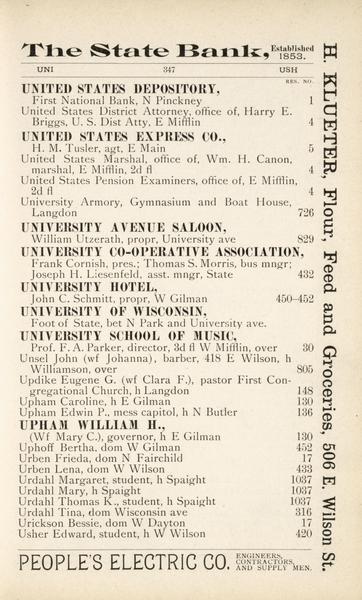 The State Bank, Established 1853.
UNI 347 USH
RES. NO.
UNITED STATES DEPOSITORY,
First National Bank, N Pinckney 1
United States District Attorney, office of, Harry E.
Briggs, U. S. Dist Atty, E Mifflin 4
UNITED STATES EXPRESS CO.,
H. M. Tusler, agt, E Main 5
United States Marshal, office of, Wm. H. Canon,
marshal, E Mifflin, 2d fl 4
United States Pension Examiners, office of, E Mifflin,
2d fl 4
University Armory, Gymnasium and Boat House,
Langdon 726
UNIVERSITY AVENUE SALOON,
William Utzerath, propr, University ave 829
UNIVERSITY CO-OPERATIVE ASSOCIATION,
Frank Cornish, pres.; Thomas S. Morris, bus mngr;
Joseph H. Liesenfeld, asst. mngr, State 432
UNIVERSITY HOTEL,
John C. Schmitt, propr, W Gilman 450-452
UNIVERSITY OF WISCONSIN,
Foot of State, bet N Park and University ave.
UNIVERSITY SCHOOL OF MUSIC,
Prof. F. A. Parker, director, 3d fl W Mifflin, over 30
Unsel John (wf Johanna), barber, 418 E Wilson, h
Williamson, over 805
Updike Eugene G. (wf Clara F.), pastor First Con-
gregational Church, h Langdon 148
Upham Caroline, h E Gilman 130
Upham Edwin P., mess capitol, h N Butler 136
UPHAM WILLIAM H.,
(Wf Mary C.), governor, h E Gilman 130
Uphoff Bertha, dom W Gilman 452
Urben Frieda, dom N Fairchild 17
Urben Lena, dom W Wilson 433
Urdahl Margaret, student, h Spaight 1037
Urdahl Mary, h Spaight 1037
Urdahl Thomas K., student, h Spaight 1037
Urdahl Tina, dom Wisconsin ave 316
Urickson Bessie, dom W Dayton 17
Usher Edward, student, h W Wilson 420
PEOPLE'S ELECTRIC CO. ENGINEERS,
CONTRACTORS,
AND SUPPLY MEN.
H. KLUETER, Flour, Feed and Groceries, 506 E. Wilson St.